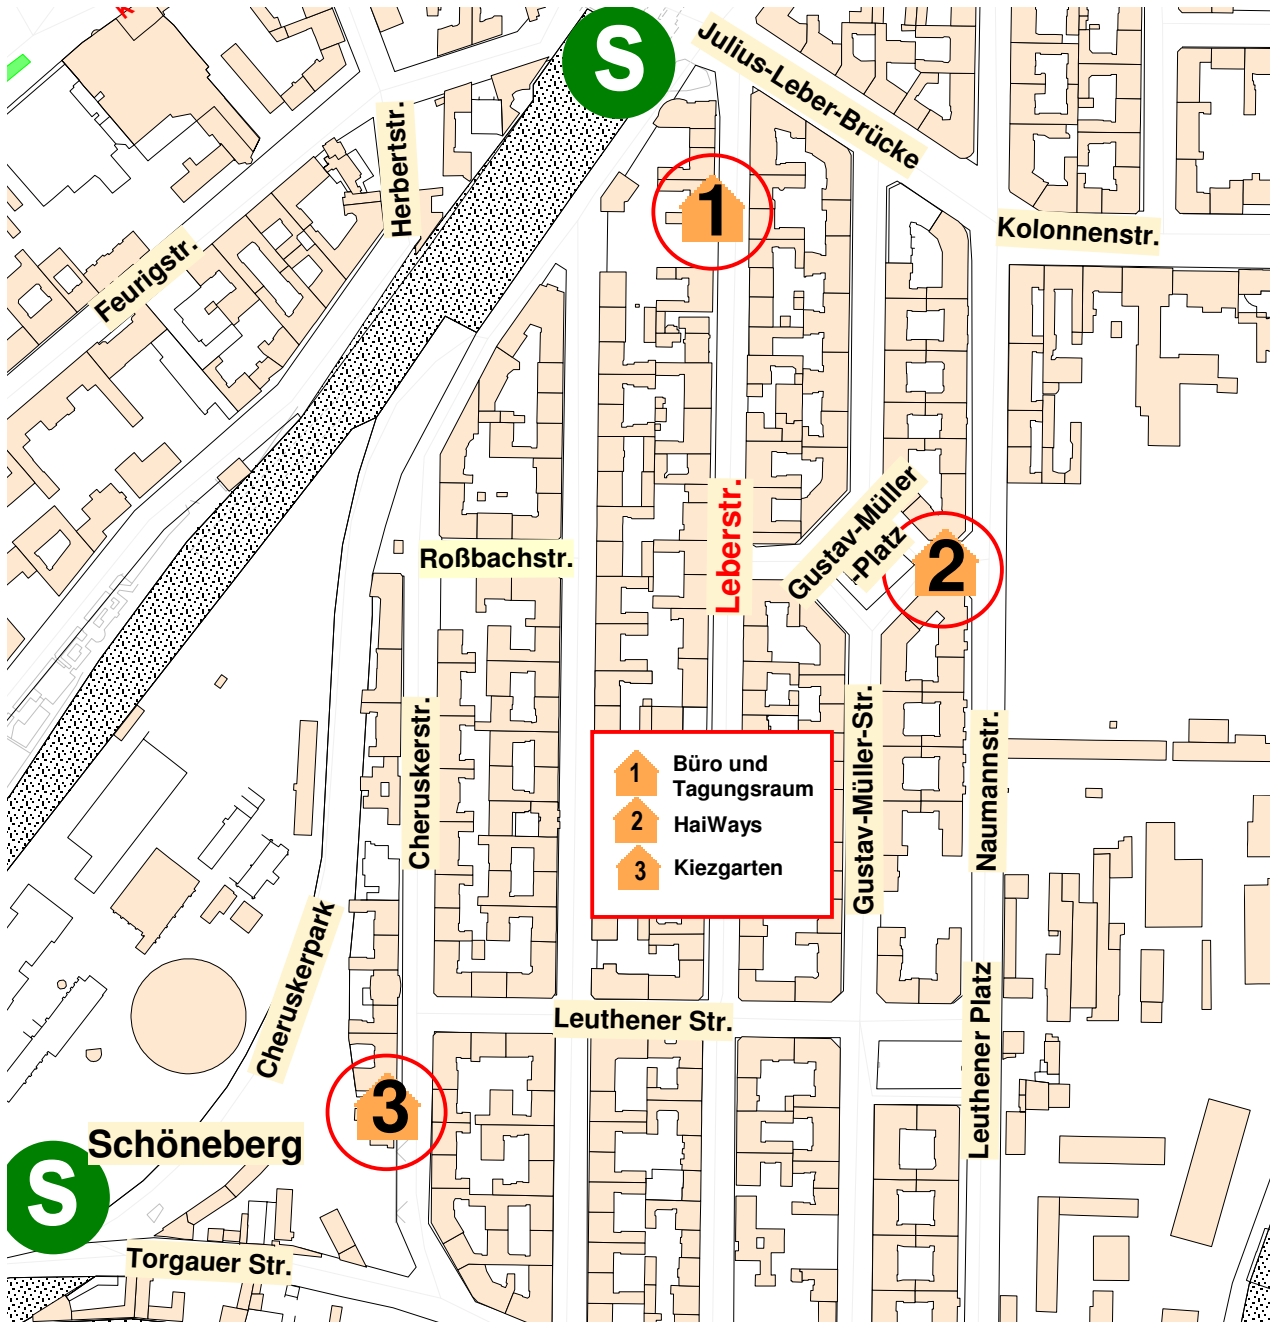 S
Julius-Leber-Brücke
Herbertstr.
1
Kolonnenstr.
Feurigstr.
Gustav-Müller
-Platz
2
Leberstr.
Roßbachstr.
Cheruskerstr.
Gustav-Müller-Str.
Naumannstr.
1 Büro und
Tagungsraum
2 HaiWays
3 Kiezgarten
Cheruskerpark
Leuthener Str.
Leuthener Platz
3
Schöneberg
S
Torgauer Str.